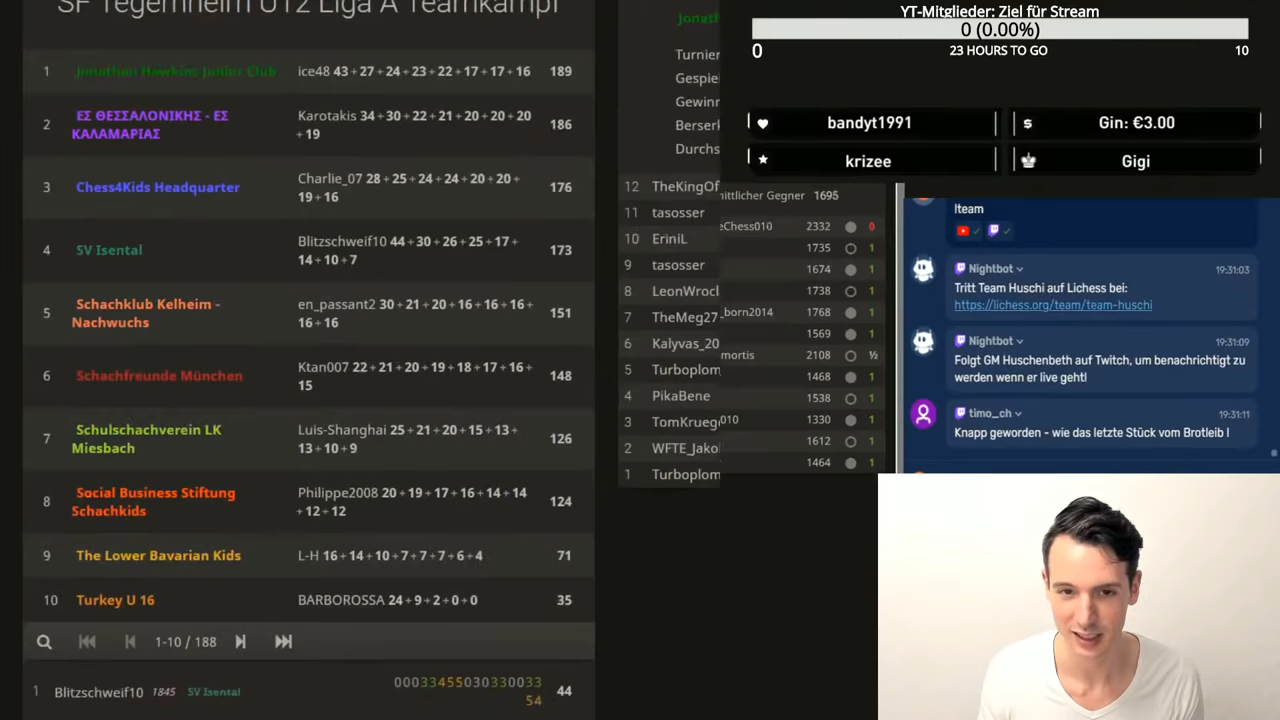 SF Tegernheim U12 Liga A Teamkampf
1 Jonathan Hawkins Junior Club ice48 43+27+24+23+22+17+17+16 189
2 ΕΣ ΘΕΣΣΑΛΟΝΙΚΗΣ - ΕΣ ΚΑΛΑΜΑΡΙΑΣ Karotakis 34+30+22+21+20+20+20 +19 186
3 Chess4Kids Headquarter Charlie_07 28+25+24+24+20+20+ 19+16 176
4 SV Isental Blitzschweif10 44+30+26+25+17+ 14+10+7 173
5 Schachklub Kelheim - Nachwuchs en_passant2 30+21+20+16+16+16+ 16+16 151
6 Schachfreunde München Ktan007 22+21+20+19+18+17+16+ 15 148
7 Schulschachverein LK Miesbach Luis-Shanghai 25+21+20+15+13+ 13+10+9 126
8 Social Business Stiftung Schachkids Philippe2008 20+19+17+16+14+14 +12+12 124
9 The Lower Bavarian Kids L-H 16+14+10+7+7+7+6+4 71
10 Turkey U 16 BARBOROSSA 24+9+2+0+0 35
1-10 / 188
1 Blitzschweif10 1845 SV Isental 00033455030330033 54 44
Jonath
Turnier
Gespie
Gewinn
Berser
Durchs
12 TheKingOf
11 tasosser
10 EriniL
9 tasosser
8 LeonWrocl
7 TheMeg27-
6 Kalyvas_20
5 Turboplom
4 PikaBene
3 TomKrueg
2 WFTE_Jako
1 Turboplom
nittlicher Gegner 1695
eChess010 2332 0
1735 1
1674 1
1738 1
born2014 1768 1
1569 1
mortis 2108 ½
1468 1
1538 1
010 1330 1
1612 1
1464 1
YT-Mitglieder: Ziel für Stream
0 (0.00%)
0 23 HOURS TO GO 10
bandyt1991 $ Gin: €3.00
krizee Gigi
!team
Nightbot 19:31:03
Tritt Team Huschi auf Lichess bei:
https://lichess.org/team/team-huschi
Nightbot 19:31:09
Folgt GM Huschenbeth auf Twitch, um benachrichtigt zu
werden wenn er live geht!
timo_ch 19:31:11
Knapp geworden - wie das letzte Stück vom Brotleib !